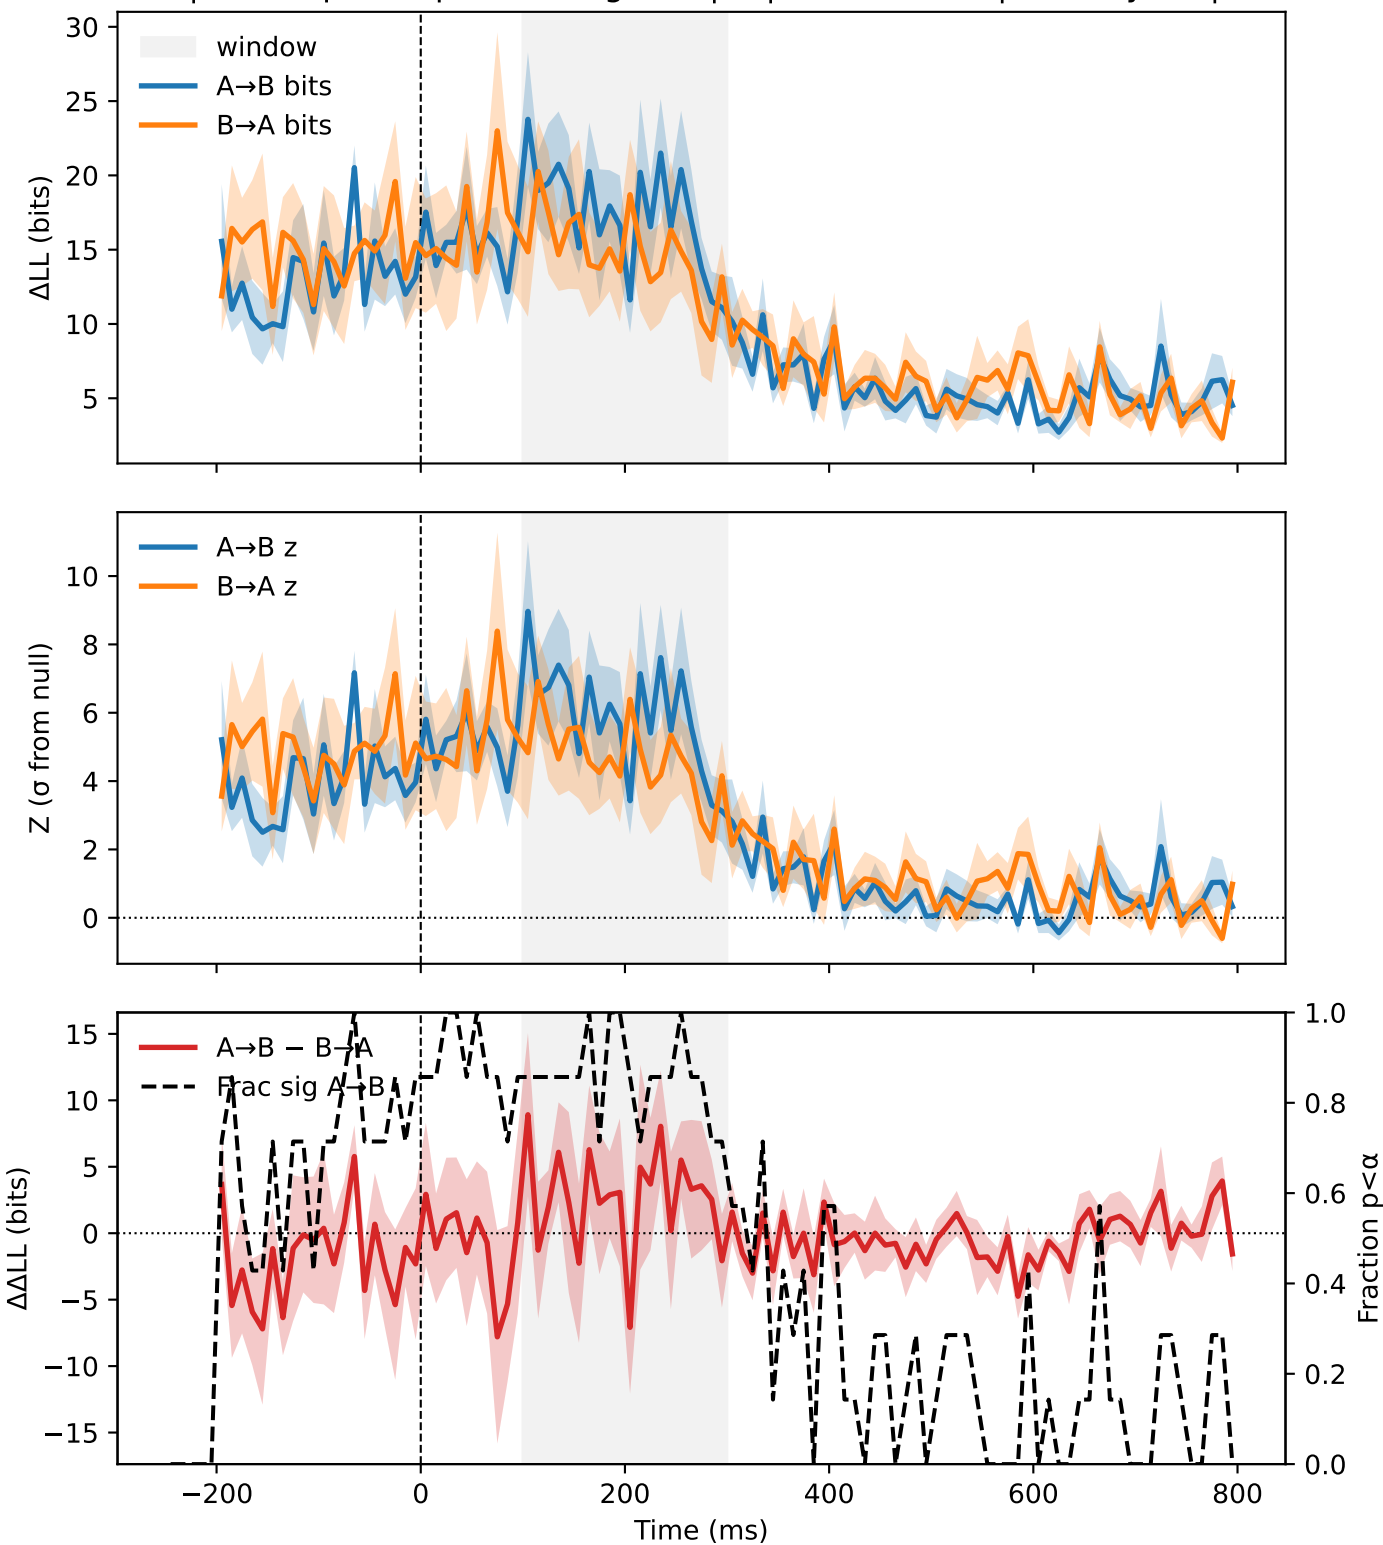 30
25
20
15
10
5
ΔLL (bits)
window
A→B bits
B→A bits
10
8
6
4
2
0
Z (σ from null)
A→B z
B→A z
15
10
5
0
−5
−10
−15
ΔΔLL (bits)
A→B − B→A
Frac sig A→B
1.0
0.8
0.6
0.4
0.2
0.0
Fraction p<α
−200 0 200 400 600 800
Time (ms)